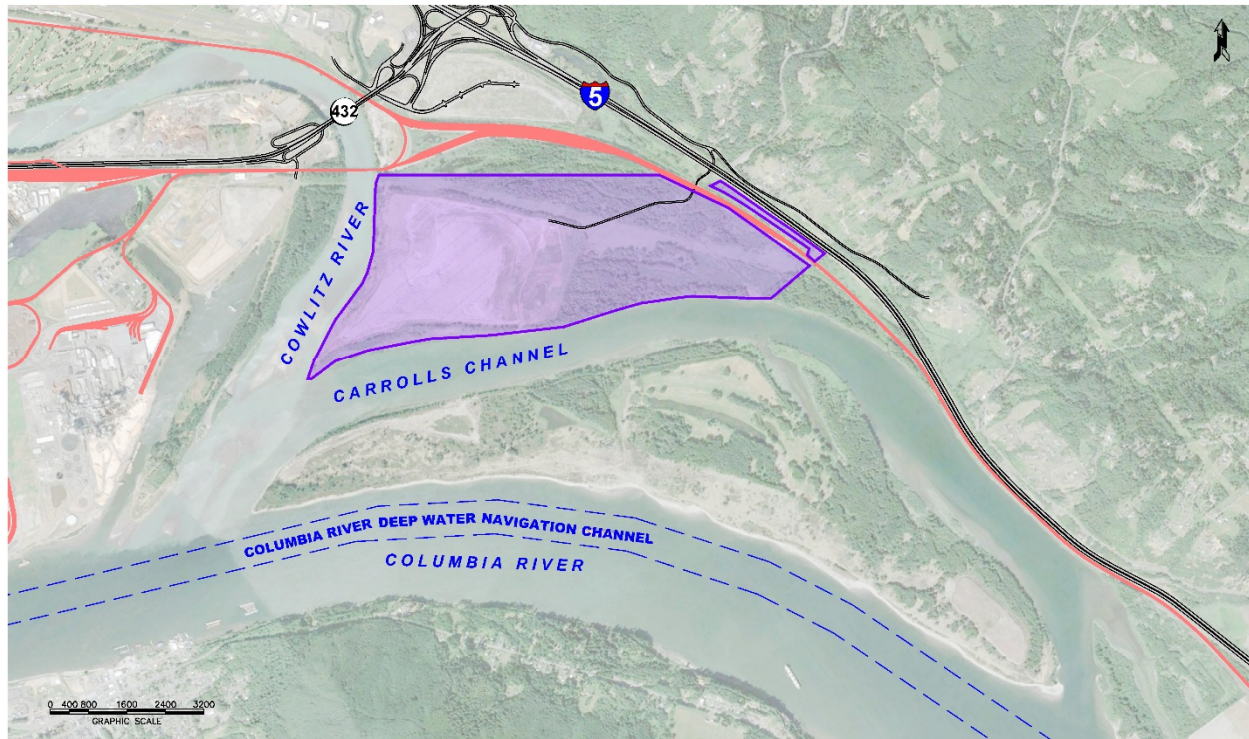 N
5
432
COWLITZ RIVER
CARROLLS CHANNEL
COLUMBIA RIVER DEEP WATER NAVIGATION CHANNEL
COLUMBIA RIVER
0 400 800 1600 2400 3200
GRAPHIC SCALE